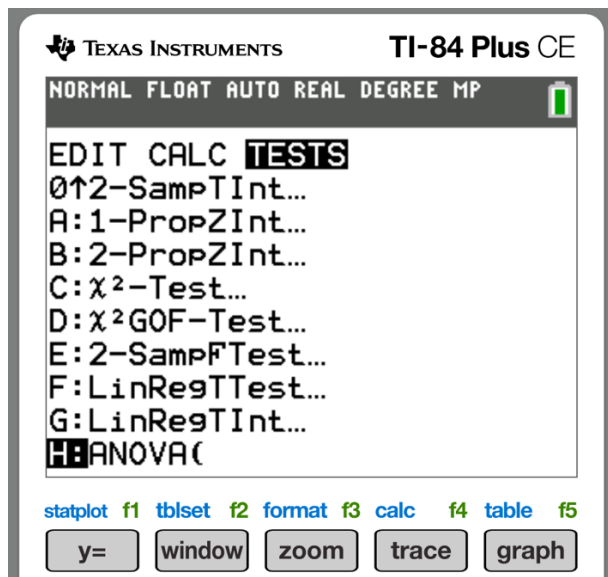 TEXAS INSTRUMENTS TI-84 Plus CE
NORMAL FLOAT AUTO REAL DEGREE MP
EDIT CALC TESTS
0↑2-SampTInt…
A:1-PropZInt…
B:2-PropZInt…
C:χ²-Test…
D:χ²GOF-Test…
E:2-SampFTest…
F:LinRegTTest…
G:LinRegTInt…
H:ANOVA(
statplot f1 tblset f2 format f3 calc f4 table f5
y= window zoom trace graph